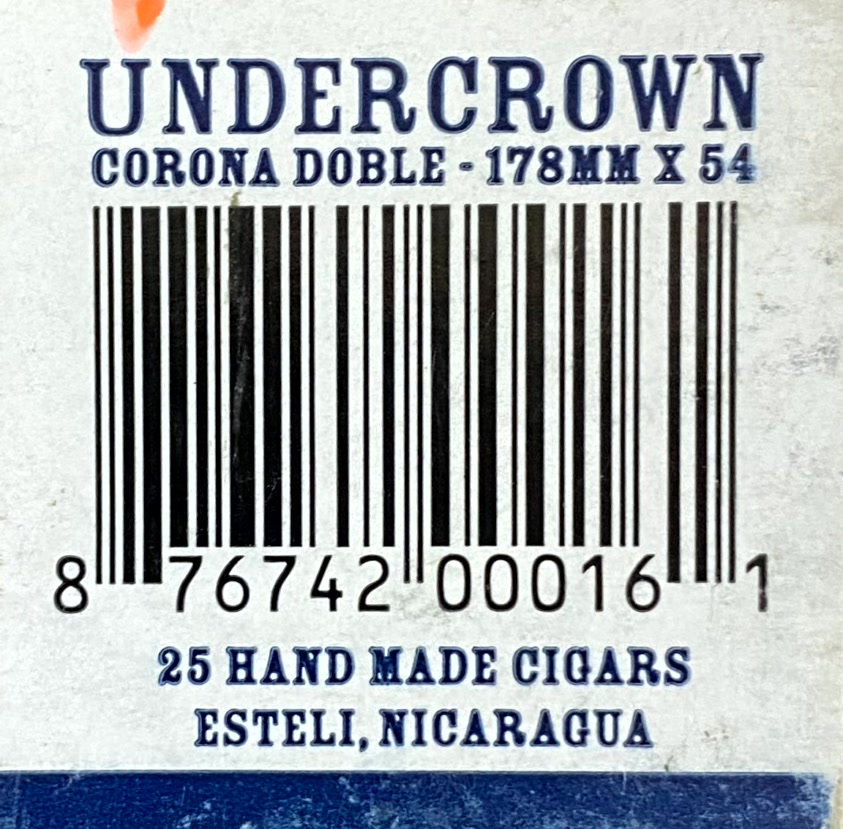 UNDERCROWN
CORONA DOBLE - 178MM X 54
8 76742 00016 1
25 HAND MADE CIGARS
ESTELI, NICARAGUA